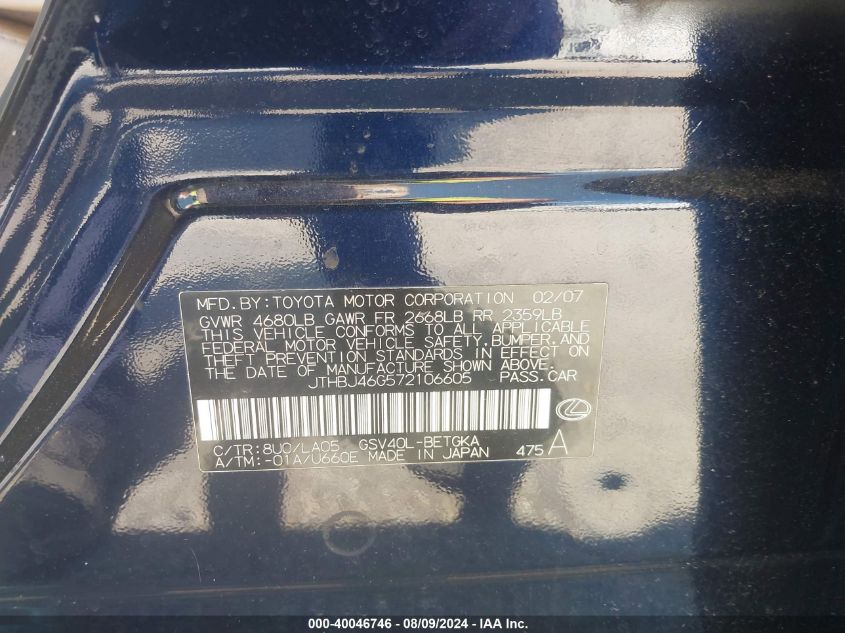 MFD.BY:TOYOTA MOTOR CORPORATION 02/07
GVWR 4680LB GAWR FR 2668LB RR 2359LB
THIS VEHICLE CONFORMS TO ALL APPLICABLE
FEDERAL MOTOR VEHICLE SAFETY,BUMPER,AND
THEFT PREVENTION STANDARDS IN EFFECT ON
THE DATE OF MANUFACTURE SHOWN ABOVE.
JTHBJ46G572106605 PASS.CAR
C/TR:8U0/LA05 GSV40L-BETGKA
A/TM:-01A/U660E MADE IN JAPAN 475 A
000-40046746 - 08/09/2024 - IAA Inc.